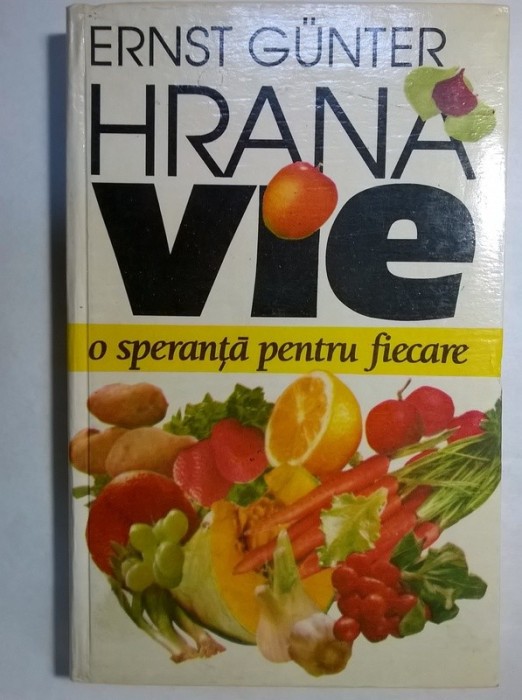 ERNST GÜNTER
HRANA
vie
o speranță pentru fiecare